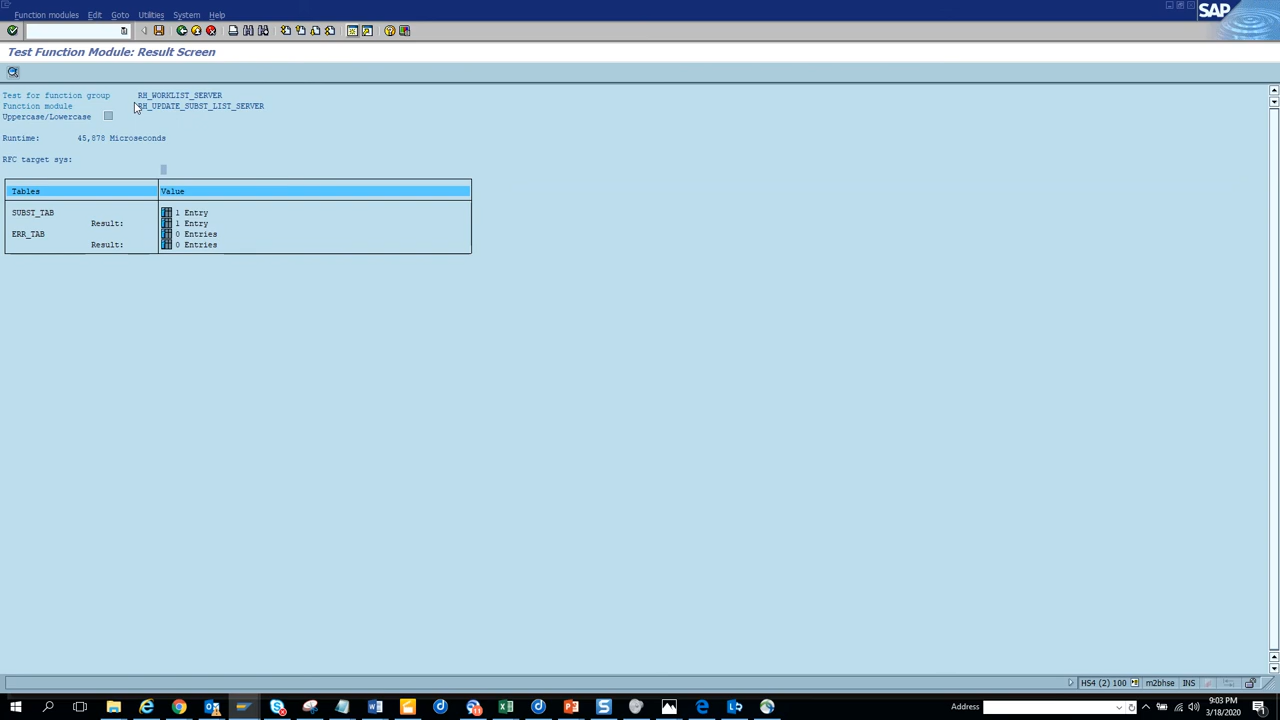 Function modules Edit Goto Utilities System Help
SAP
Test Function Module: Result Screen
Test for function group RH_WORKLIST_SERVER
Function module RH_UPDATE_SUBST_LIST_SERVER
Uppercase/Lowercase
Runtime: 45,878 Microseconds
RFC target sys:
Tables Value
SUBST_TAB 1 Entry
Result: 1 Entry
ERR_TAB 0 Entries
Result: 0 Entries
HS4 (2) 100 m2bhse INS
Address
9:03 PM
3/18/2020